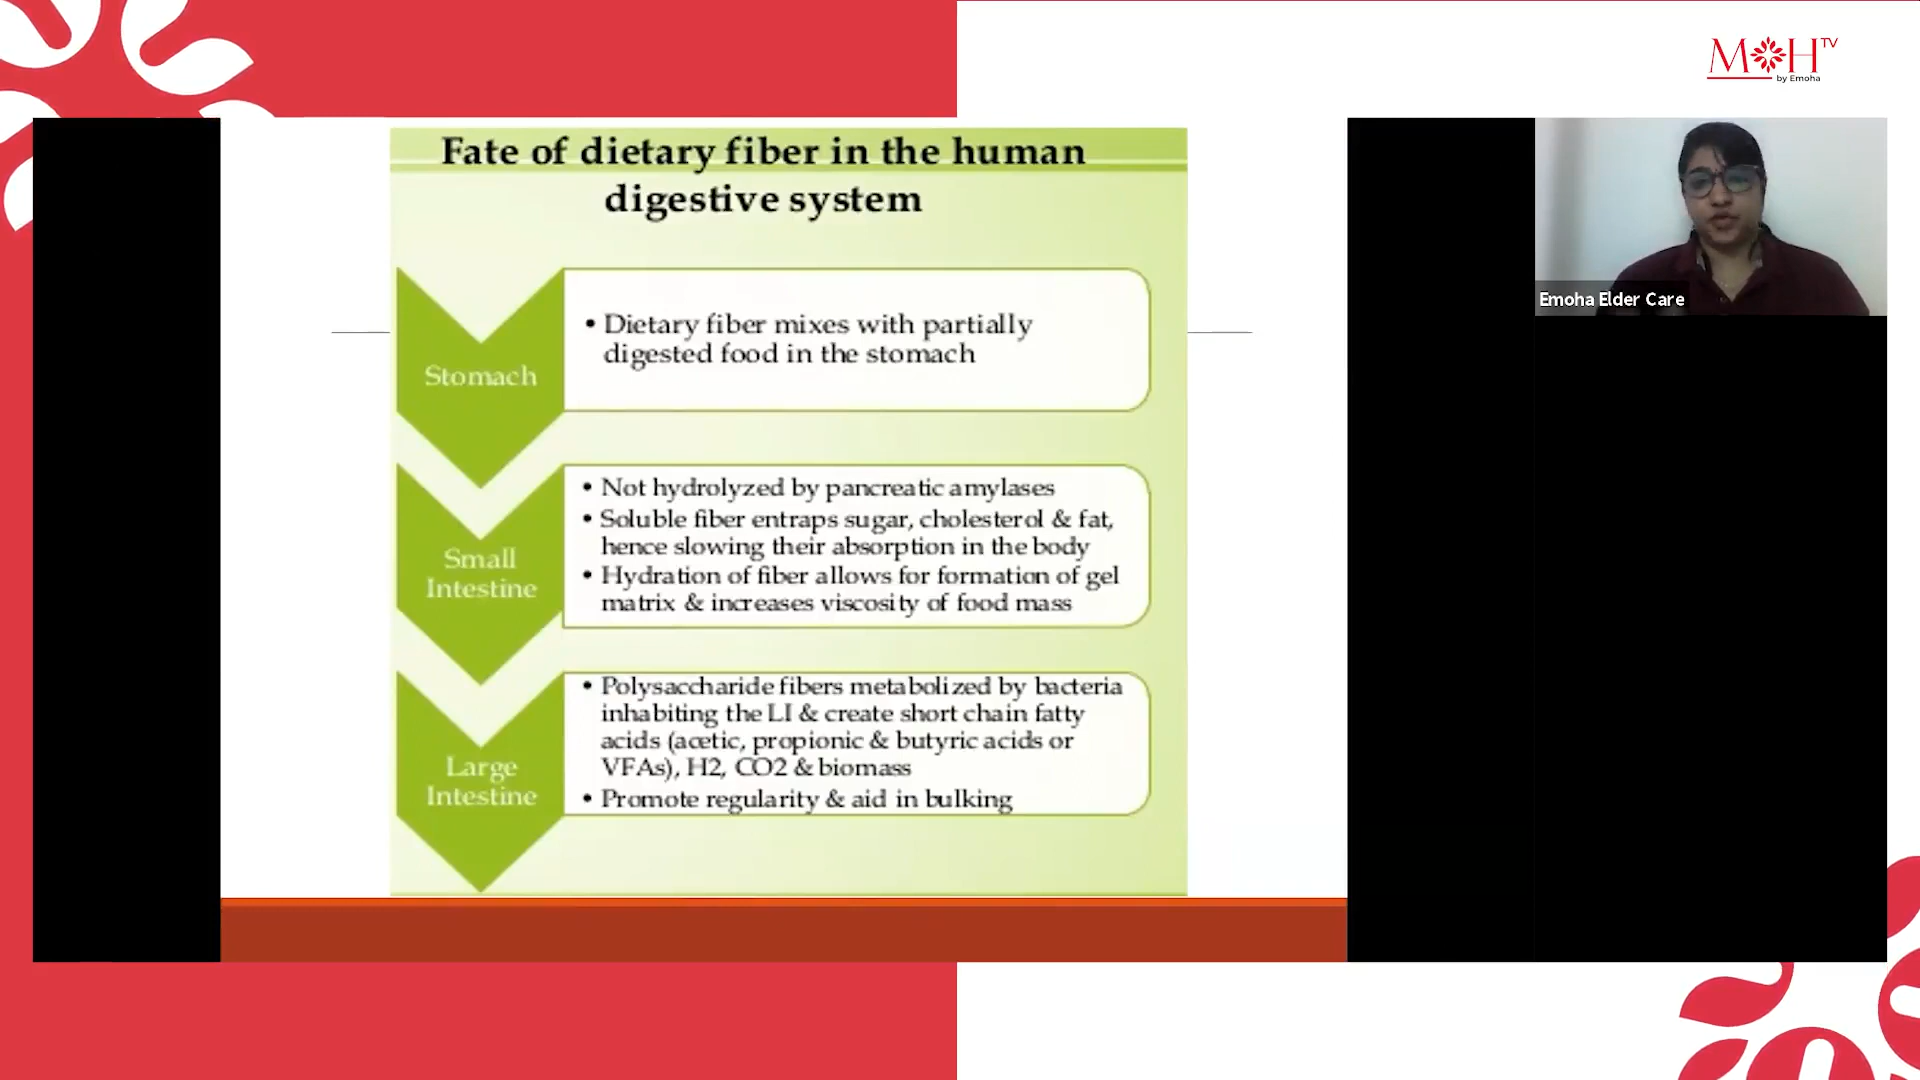 MOH TV
by Emoha
Fate of dietary fiber in the human
digestive system
Stomach
• Dietary fiber mixes with partially
digested food in the stomach
Small
Intestine
• Not hydrolyzed by pancreatic amylases
• Soluble fiber entraps sugar, cholesterol & fat,
hence slowing their absorption in the body
• Hydration of fiber allows for formation of gel
matrix & increases viscosity of food mass
Large
Intestine
• Polysaccharide fibers metabolized by bacteria
inhabiting the LI & create short chain fatty
acids (acetic, propionic & butyric acids or
VFAs), H2, CO2 & biomass
• Promote regularity & aid in bulking
Emoha Elder Care